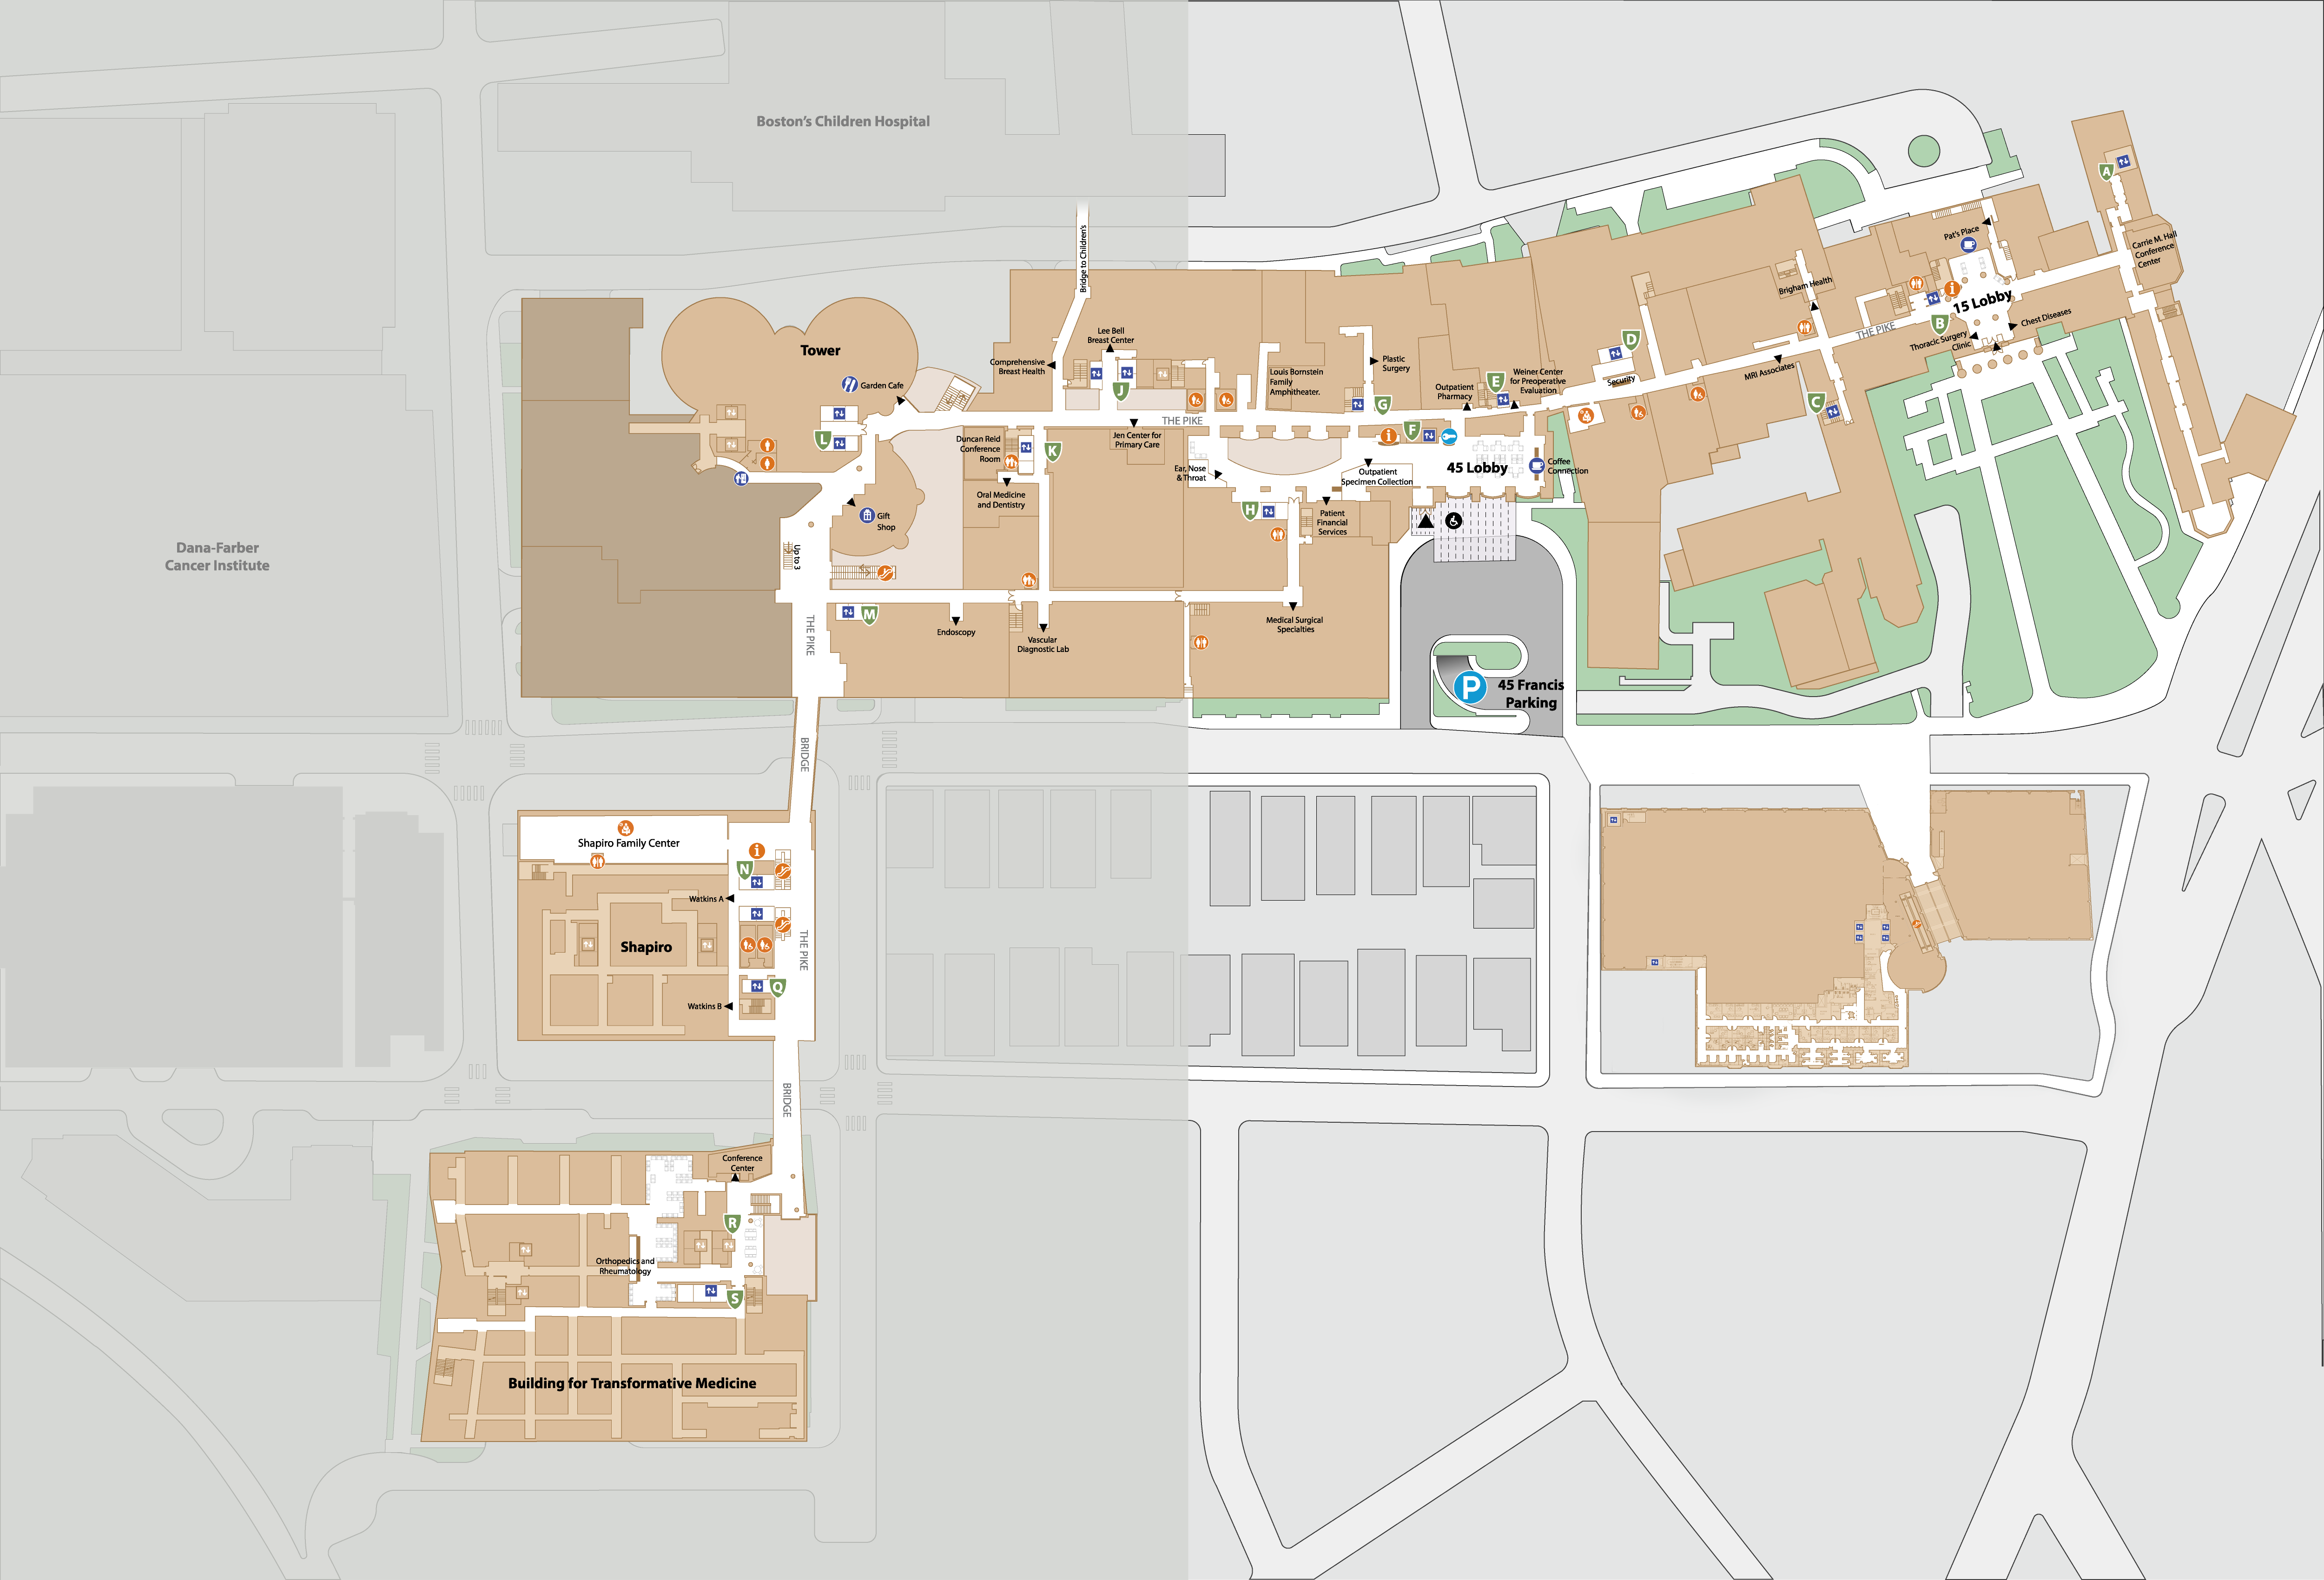 Boston's Children Hospital
A
Carrie M. Hall
Conference
Center
Pat's Place
Bridge to Children's
Brigham Health
i
15 Lobby
B
THE PIKE
Chest Diseases
Thoracic Surgery
Clinic
Tower
Lee Bell
Breast Center
Comprehensive
Breast Health
J
Garden Cafe
Louis Bornstein
Family
Amphitheater.
Plastic
Surgery
G
Outpatient
Pharmacy
E
Weiner Center
for Preoperative
Evaluation
D
Security
MRI Associates
C
THE PIKE
L
Duncan Reid
Conference
Room
K
Jen Center for
Primary Care
i
F
45 Lobby
Coffee
Connection
Ear, Nose
& Throat
Outpatient
Specimen Collection
Oral Medicine
and Dentistry
Gift
Shop
H
Patient
Financial
Services
Dana-Farber
Cancer Institute
Up to 3
M
THE PIKE
Endoscopy
Vascular
Diagnostic Lab
Medical Surgical
Specialties
P
45 Francis
Parking
BRIDGE
Shapiro Family Center
i
N
Watkins A
Shapiro
THE PIKE
Q
Watkins B
BRIDGE
Conference
Center
R
Orthopedics and
Rheumatology
S
Building for Transformative Medicine